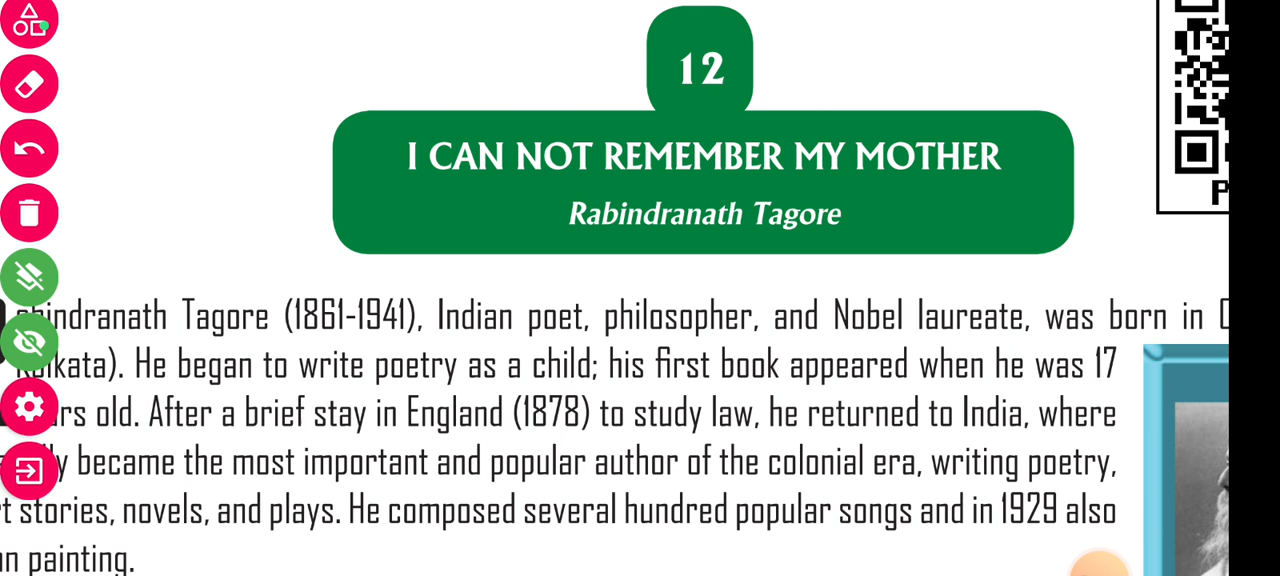 12
I CAN NOT REMEMBER MY MOTHER
Rabindranath Tagore
Tagore (1861-1941), Indian poet, philosopher, and Nobel laureate, was born in
He began to write poetry as a child; his first book appeared when he was 17
old. After a brief stay in England (1878) to study law, he returned to India, where
became the most important and popular author of the colonial era, writing poetry,
stories, novels, and plays. He composed several hundred popular songs and in 1929 also
painting.